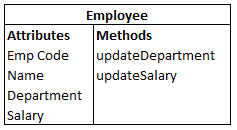 Employee
Attributes Methods
Emp Code updateDepartment
Name updateSalary
Department
Salary